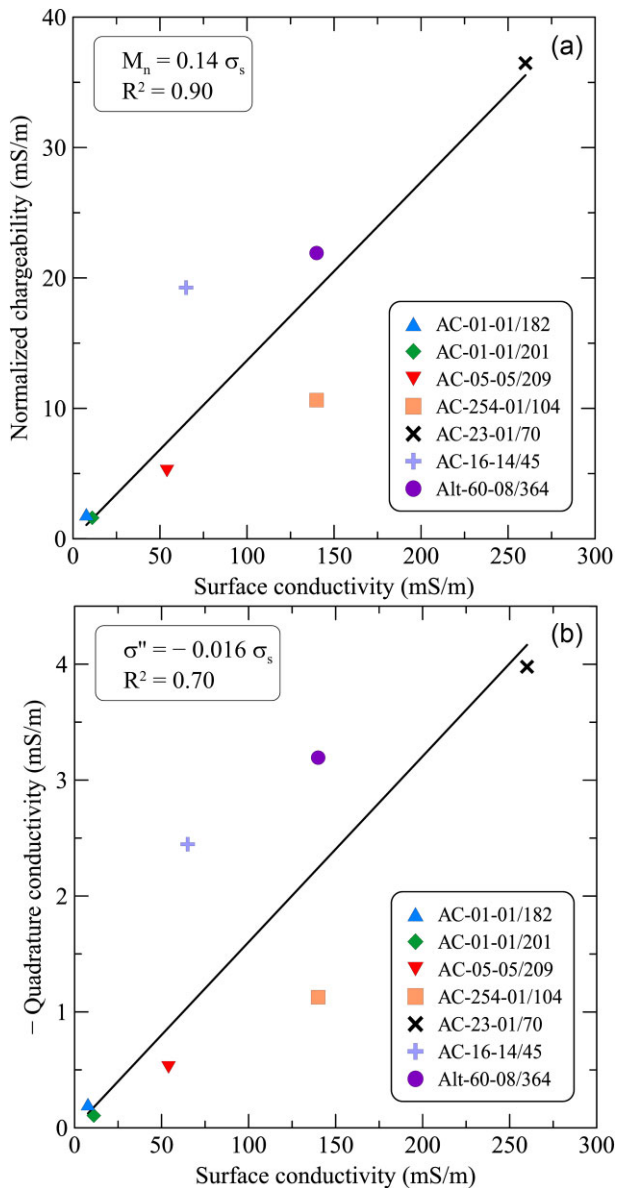 40
30
20
10
0
Normalized chargeability (mS/m)
Mₙ = 0.14 σₛ
R² = 0.90
(a)
AC-01-01/182
AC-01-01/201
AC-05-05/209
AC-254-01/104
AC-23-01/70
AC-16-14/45
Alt-60-08/364
0 50 100 150 200 250 300
Surface conductivity (mS/m)
4
3
2
1
0
− Quadrature conductivity (mS/m)
σ" = − 0.016 σₛ
R² = 0.70
(b)
AC-01-01/182
AC-01-01/201
AC-05-05/209
AC-254-01/104
AC-23-01/70
AC-16-14/45
Alt-60-08/364
0 50 100 150 200 250 300
Surface conductivity (mS/m)